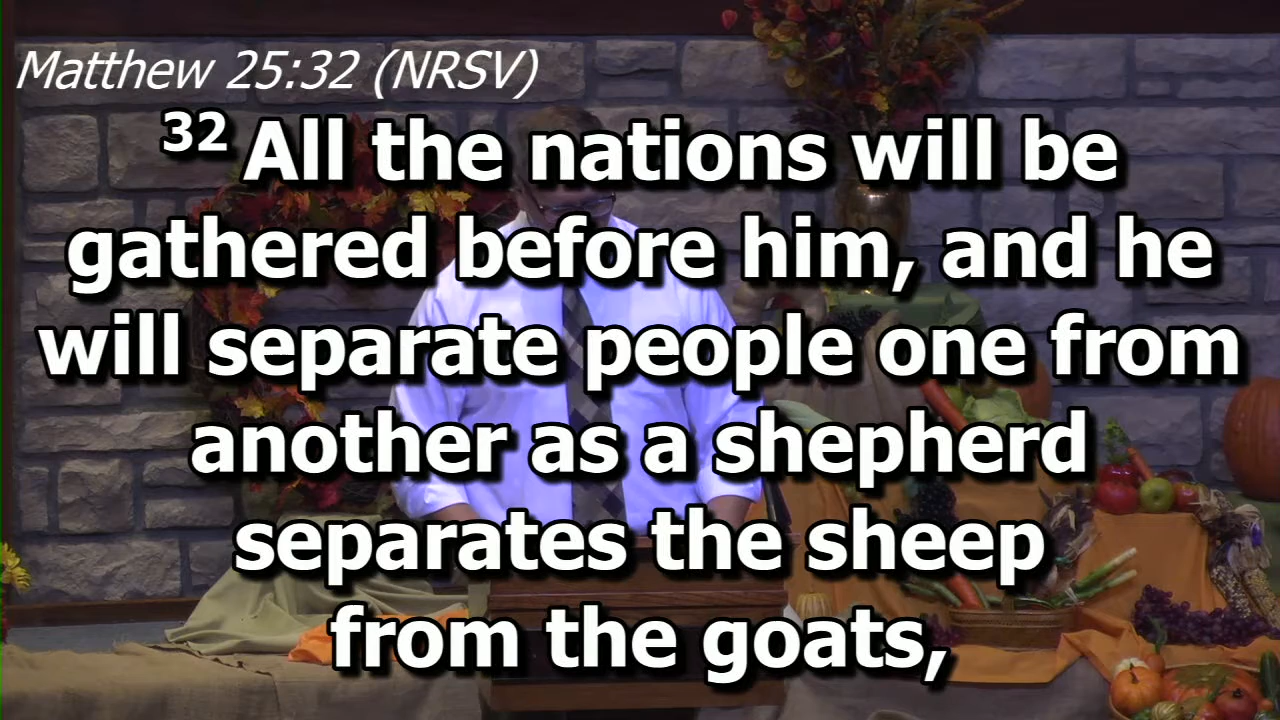 Matthew 25:32 (NRSV)
32 All the nations will be
gathered before him, and he
will separate people one from
another as a shepherd
separates the sheep
from the goats,